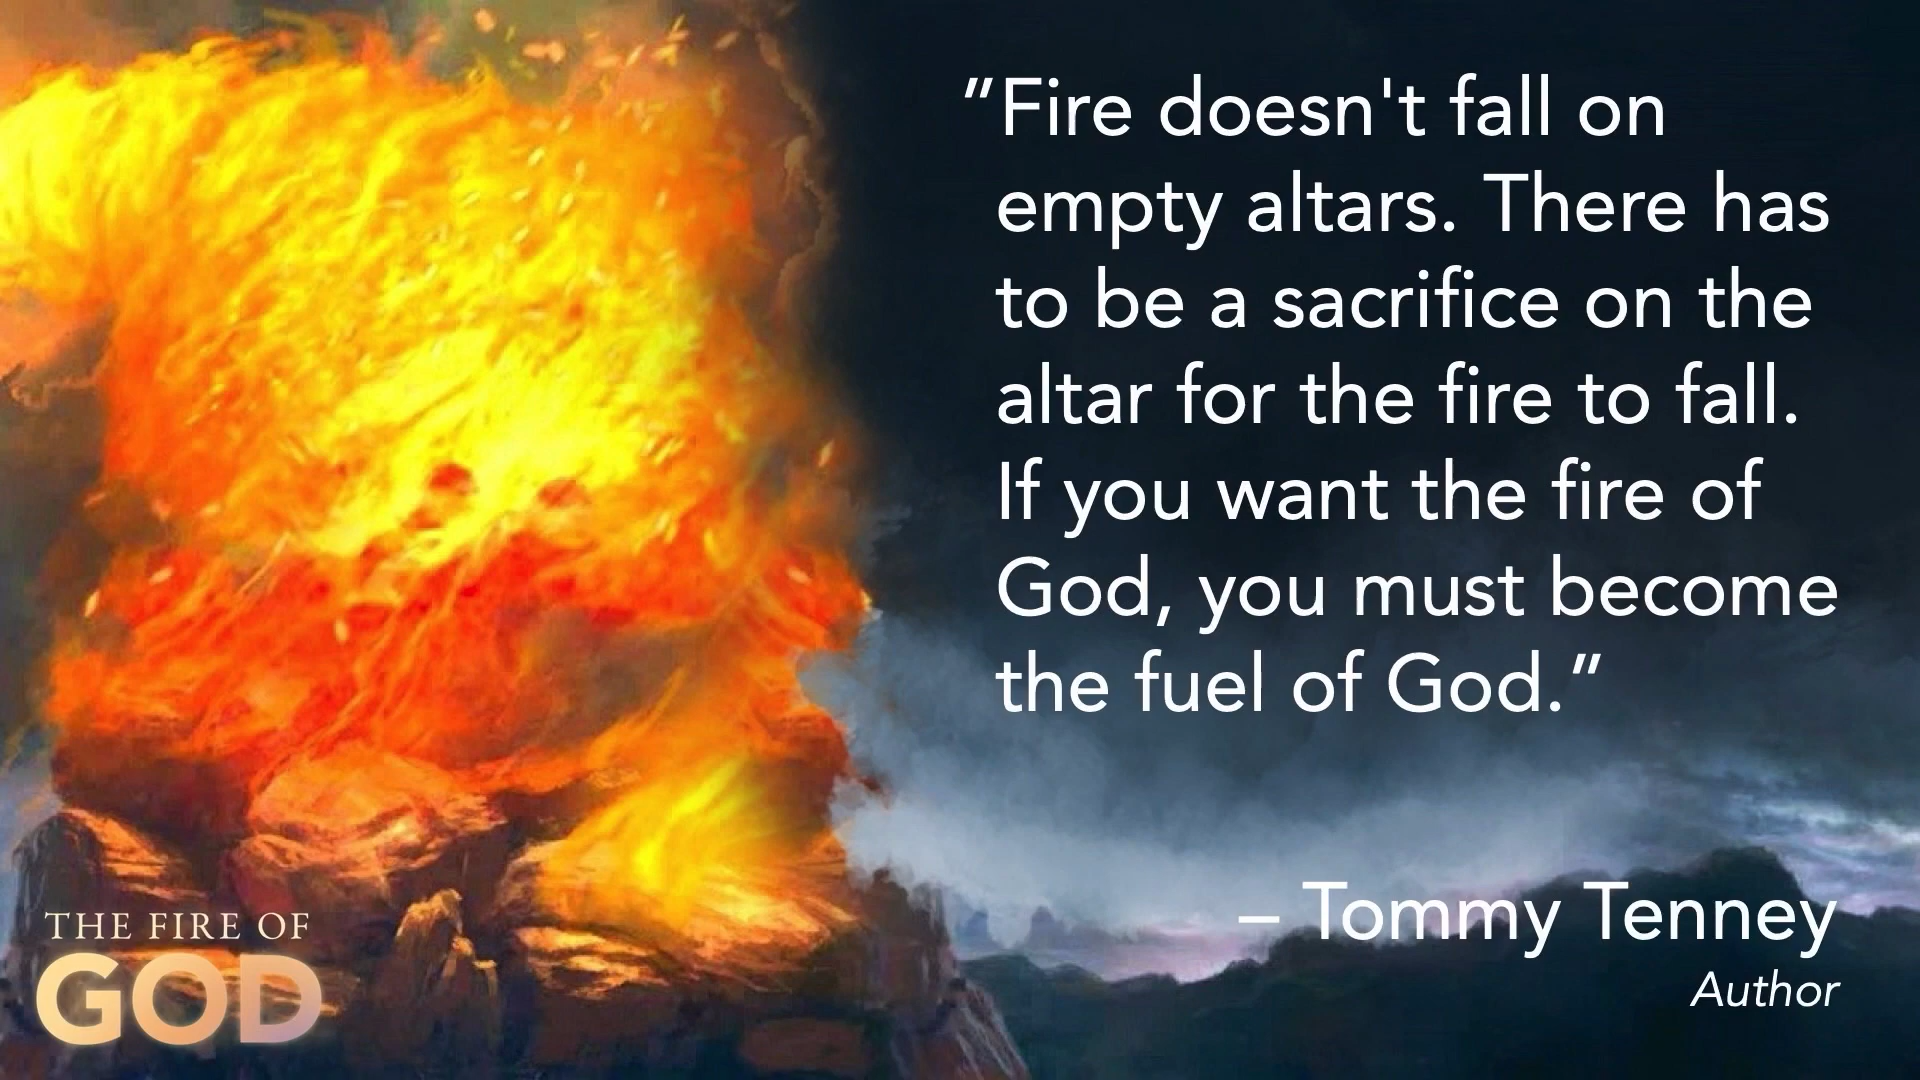 "Fire doesn't fall on
empty altars. There has
to be a sacrifice on the
altar for the fire to fall.
If you want the fire of
God, you must become
the fuel of God.”
– Tommy Tenney
Author
THE FIRE OF
GOD